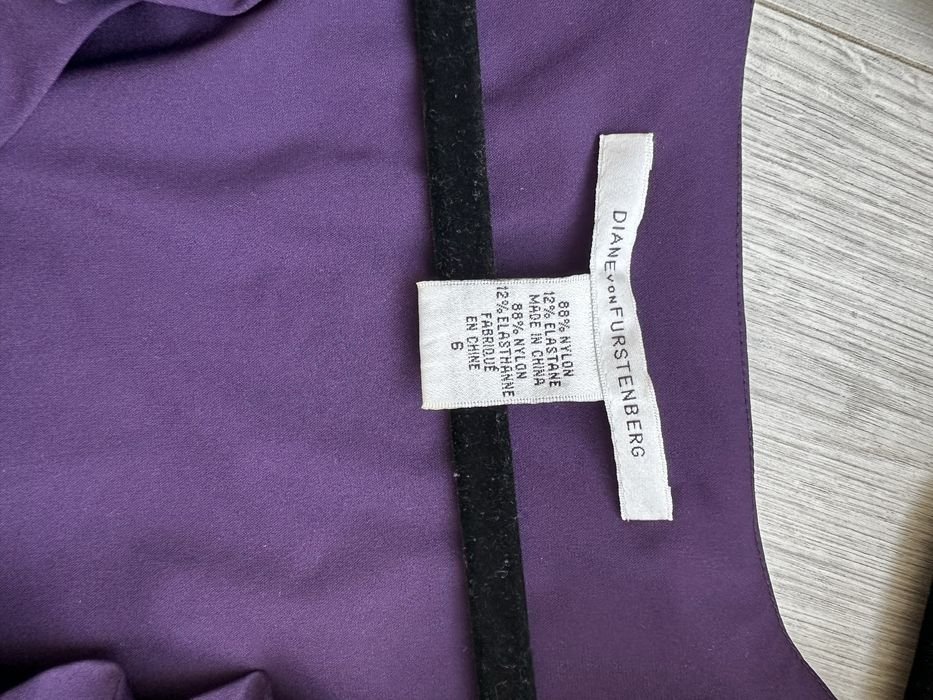 DIANE VON FURSTENBERG
88% NYLON
12% ELASTANE
MADE IN CHINA
88% NYLON
12% ELASTHANNE
FABRIQUÉ
EN CHINE
6